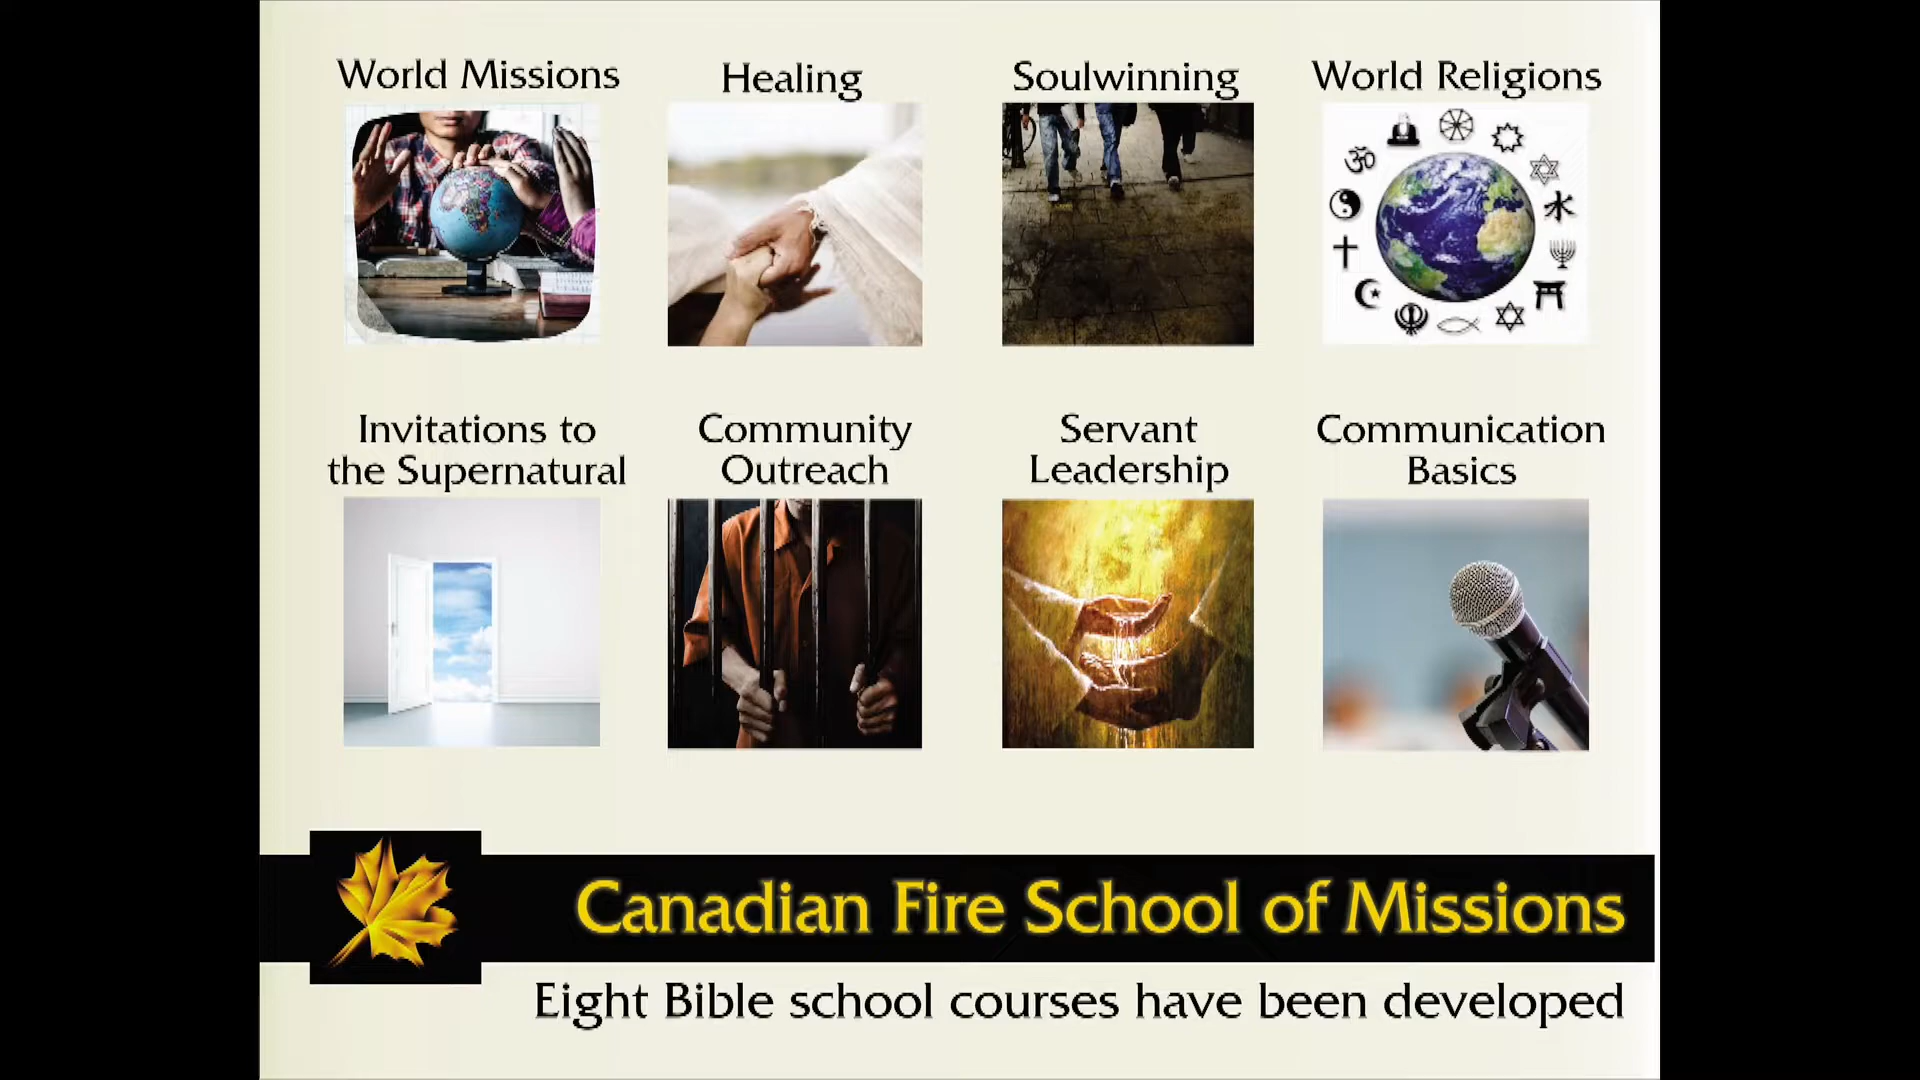 World Missions
Healing
Soulwinning
World Religions
Invitations to
the Supernatural
Community
Outreach
Servant
Leadership
Communication
Basics
Canadian Fire School of Missions
Eight Bible school courses have been developed